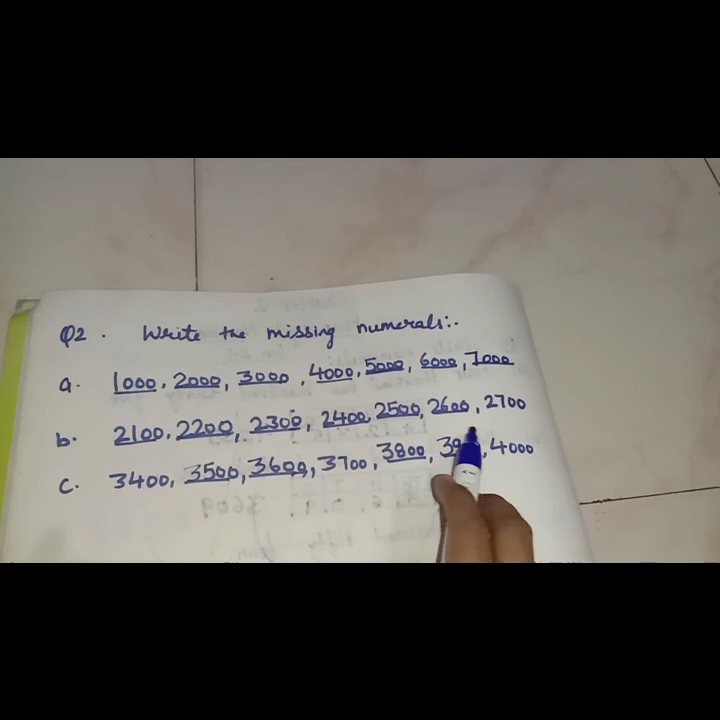 Q2. Write the missing numerals:-
a. 1000, 2000, 3000, 4000, 5000, 6000, 7000
b. 2100, 2200, 2300, 2400, 2500, 2600, 2700
c. 3400, 3500, 3600, 3700, 3800, 4000